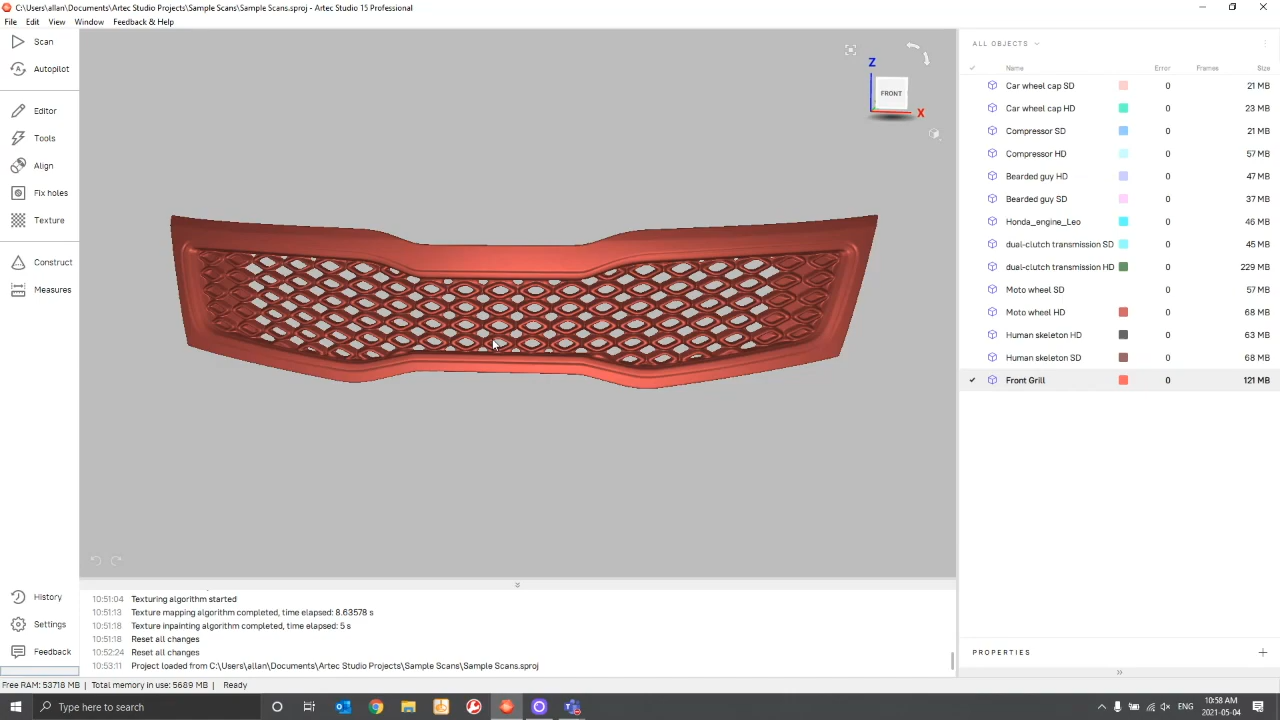 C:\Users\allan\Documents\Artec Studio Projects\Sample Scans\Sample Scans.sproj - Artec Studio 15 Professional
File Edit View Window Feedback & Help
Scan
Autopilot
Editor
Tools
Align
Fix holes
Texture
Construct
Measures
History
Settings
Feedback
Z
FRONT
X
ALL OBJECTS
Name Error Frames Size
Car wheel cap SD 0 21 MB
Car wheel cap HD 0 23 MB
Compressor SD 0 21 MB
Compressor HD 0 57 MB
Bearded guy HD 0 47 MB
Bearded guy SD 0 37 MB
Honda_engine_Leo 0 46 MB
dual-clutch transmission SD 0 45 MB
dual-clutch transmission HD 0 229 MB
Moto wheel SD 0 57 MB
Moto wheel HD 0 68 MB
Human skeleton HD 0 63 MB
Human skeleton SD 0 68 MB
Front Grill 0 121 MB
PROPERTIES
10:51:04 Texturing algorithm started
10:51:13 Texture mapping algorithm completed, time elapsed: 8.63578 s
10:51:18 Texture inpainting algorithm completed, time elapsed: 5 s
10:51:18 Reset all changes
10:52:24 Reset all changes
10:53:11 Project loaded from C:\Users\allan\Documents\Artec Studio Projects\Sample Scans\Sample Scans.sproj
Free RAM: 53718 MB | Total memory in use: 5689 MB | Ready
Type here to search
ENG
10:58 AM
2021-05-04